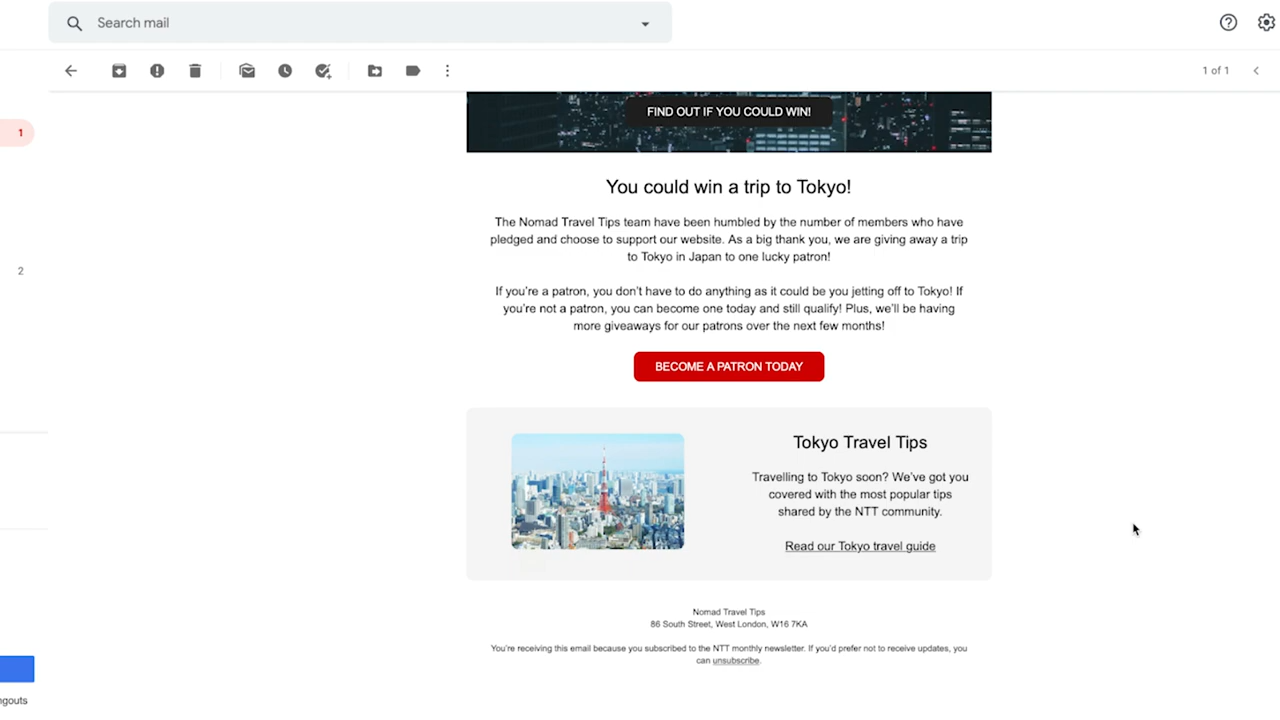 Search mail
1 of 1
1
FIND OUT IF YOU COULD WIN!
You could win a trip to Tokyo!
The Nomad Travel Tips team have been humbled by the number of members who have
pledged and choose to support our website. As a big thank you, we are giving away a trip
to Tokyo in Japan to one lucky patron!
2
If you're a patron, you don't have to do anything as it could be you jetting off to Tokyo! If
you're not a patron, you can become one today and still qualify! Plus, we'll be having
more giveaways for our patrons over the next few months!
BECOME A PATRON TODAY
Tokyo Travel Tips
Travelling to Tokyo soon? We've got you
covered with the most popular tips
shared by the NTT community.
Read our Tokyo travel guide
Nomad Travel Tips
86 South Street, West London, W16 7KA
You're receiving this email because you subscribed to the NTT monthly newsletter. If you'd prefer not to receive updates, you
can unsubscribe.
ngouts